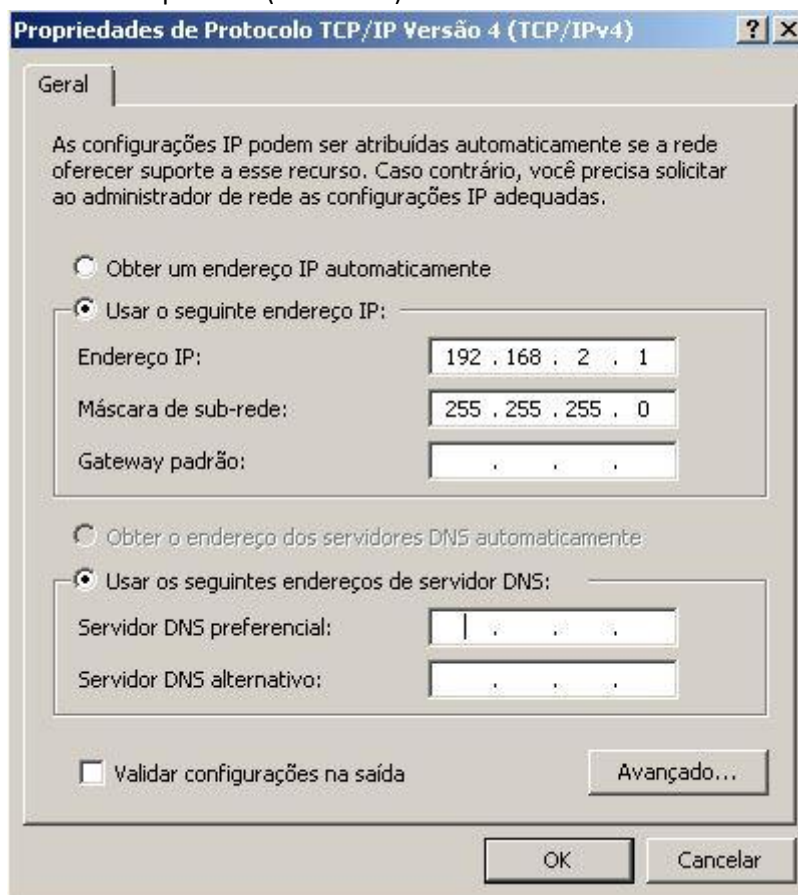 Propriedades de Protocolo TCP/IP Versão 4 (TCP/IPv4)
Geral
As configurações IP podem ser atribuídas automaticamente se a rede
oferecer suporte a esse recurso. Caso contrário, você precisa solicitar
ao administrador de rede as configurações IP adequadas.
Obter um endereço IP automaticamente
Usar o seguinte endereço IP:
Endereço IP: 192 . 168 . 2 . 1
Máscara de sub-rede: 255 . 255 . 255 . 0
Gateway padrão: . . .
Obter o endereço dos servidores DNS automaticamente
Usar os seguintes endereços de servidor DNS:
Servidor DNS preferencial: . . .
Servidor DNS alternativo: . . .
Validar configurações na saída Avançado...
OK Cancelar